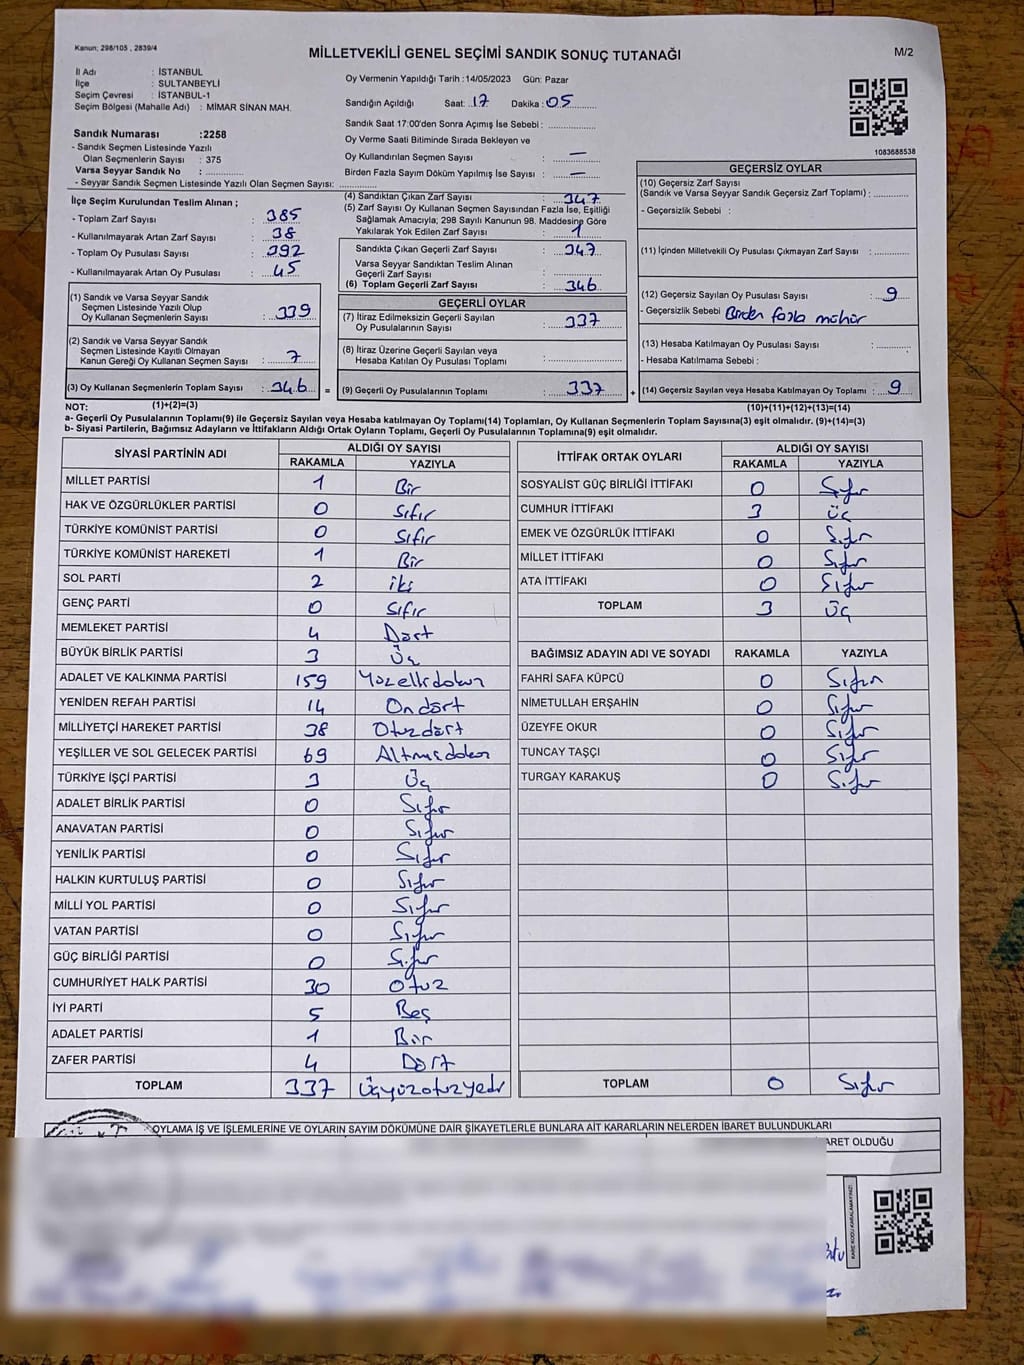 Kanun: 298/105 , 2839/4
MİLLETVEKİLİ GENEL SEÇİMİ SANDIK SONUÇ TUTANAĞI
M/2
İl Adı : İSTANBUL
İlçe : SULTANBEYLİ
Seçim Çevresi : İSTANBUL-1
Seçim Bölgesi (Mahalle Adı) : MİMAR SİNAN MAH.
Sandık Numarası :2258
- Sandık Seçmen Listesinde Yazılı
Olan Seçmenlerin Sayısı : 375
Varsa Seyyar Sandık No :
- Seyyar Sandık Seçmen Listesinde Yazılı Olan Seçmen Sayısı:
Oy Vermenin Yapıldığı Tarih :14/05/2023 Gün: Pazar
Sandığın Açıldığı Saat: 17 Dakika : 05
Sandık Saat 17:00'den Sonra Açımış İse Sebebi :
Oy Verme Saati Bitiminde Sırada Bekleyen ve
Oy Kullandırılan Seçmen Sayısı : —
Birden Fazla Sayım Döküm Yapılmış İse Sayısı : —
1083688538
İlçe Seçim Kurulundan Teslim Alınan ;
- Toplam Zarf Sayısı : 385
- Kullanılmayarak Artan Zarf Sayısı : 38
- Toplam Oy Pusulası Sayısı : 392
- Kullanılmayarak Artan Oy Pusulası : 45
(1) Sandık ve Varsa Seyyar Sandık
Seçmen Listesinde Yazılı Olup
Oy Kullanan Seçmenlerin Sayısı : 339
(2) Sandık ve Varsa Seyyar Sandık
Seçmen Listesinde Kayıtlı Olmayan
Kanun Gereği Oy Kullanan Seçmen Sayısı : 7
(3) Oy Kullanan Seçmenlerin Toplam Sayısı : 346 =
(1)+(2)=(3)
(4) Sandıktan Çıkan Zarf Sayısı : 347
(5) Zarf Sayısı Oy Kullanan Seçmen Sayısından Fazla İse, Eşitliği
Sağlamak Amacıyla; 298 Sayılı Kanunun 98. Maddesine Göre
Yakılarak Yok Edilen Zarf Sayısı : 1
Sandıkta Çıkan Geçerli Zarf Sayısı : 347
Varsa Seyyar Sandıktan Teslim Alınan
Geçerli Zarf Sayısı :
(6) Toplam Geçerli Zarf Sayısı : 346
GEÇERLİ OYLAR
(7) İtiraz Edilmeksizin Geçerli Sayılan
Oy Pusulalarının Sayısı : 337
(8) İtiraz Üzerine Geçerli Sayılan veya
Hesaba Katılan Oy Pusulası Toplamı :
(9) Geçerli Oy Pusulalarının Toplamı : 337 +
GEÇERSİZ OYLAR
(10) Geçersiz Zarf Sayısı
(Sandık ve Varsa Seyyar Sandık Geçersiz Zarf Toplamı) :
- Geçersizlik Sebebi :
(11) İçinden Milletvekili Oy Pusulası Çıkmayan Zarf Sayısı :
(12) Geçersiz Sayılan Oy Pusulası Sayısı : 9
- Geçersizlik Sebebi : Birden fazla mühür
(13) Hesaba Katılmayan Oy Pusulası Sayısı :
- Hesaba Katılmama Sebebi :
(14) Geçersiz Sayılan veya Hesaba Katılmayan Oy Toplamı : 9
(10)+(11)+(12)+(13)=(14)
NOT:
a- Geçerli Oy Pusulalarının Toplamı(9) ile Geçersiz Sayılan veya Hesaba katılmayan Oy Toplamı(14) Toplamları, Oy Kullanan Seçmenlerin Toplam Sayısına(3) eşit olmalıdır. (9)+(14)=(3)
b- Siyasi Partilerin, Bağımsız Adayların ve İttifakların Aldığı Ortak Oyların Toplamı, Geçerli Oy Pusulalarının Toplamına(9) eşit olmalıdır.
SİYASİ PARTİNİN ADI ALDIĞI OY SAYISI
RAKAMLA YAZIYLA
MİLLET PARTİSİ 1 Bir
HAK VE ÖZGÜRLÜKLER PARTİSİ 0 Sıfır
TÜRKİYE KOMÜNİST PARTİSİ 0 Sıfır
TÜRKİYE KOMÜNİST HAREKETİ 1 Bir
SOL PARTİ 2 iki
GENÇ PARTİ 0 Sıfır
MEMLEKET PARTİSİ 4 Dört
BÜYÜK BİRLİK PARTİSİ 3 Üç
ADALET VE KALKINMA PARTİSİ 159 Yüzellidokuz
YENİDEN REFAH PARTİSİ 14 Ondört
MİLLİYETÇİ HAREKET PARTİSİ 38 Otuzdört
YEŞİLLER VE SOL GELECEK PARTİSİ 69 Altmışdokuz
TÜRKİYE İŞÇİ PARTİSİ 3 Üç
ADALET BİRLİK PARTİSİ 0 Sıfır
ANAVATAN PARTİSİ 0 Sıfır
YENİLİK PARTİSİ 0 Sıfır
HALKIN KURTULUŞ PARTİSİ 0 Sıfır
MİLLİ YOL PARTİSİ 0 Sıfır
VATAN PARTİSİ 0 Sıfır
GÜÇ BİRLİĞİ PARTİSİ 0 Sıfır
CUMHURİYET HALK PARTİSİ 30 Otuz
İYİ PARTİ 5 Beş
ADALET PARTİSİ 1 Bir
ZAFER PARTİSİ 4 Dört
TOPLAM 337 Üçyüzotuzyedi
İTTİFAK ORTAK OYLARI ALDIĞI OY SAYISI
RAKAMLA YAZIYLA
SOSYALİST GÜÇ BİRLİĞİ İTTİFAKI 0 Sıfır
CUMHUR İTTİFAKI 3 Üç
EMEK VE ÖZGÜRLÜK İTTİFAKI 0 Sıfır
MİLLET İTTİFAKI 0 Sıfır
ATA İTTİFAKI 0 Sıfır
TOPLAM 3 Üç
BAĞIMSIZ ADAYIN ADI VE SOYADI RAKAMLA YAZIYLA
FAHRİ SAFA KÜPCÜ 0 Sıfır
NİMETULLAH ERŞAHİN 0 Sıfır
ÜZEYFE OKUR 0 Sıfır
TUNCAY TAŞÇI 0 Sıfır
TURGAY KARAKUŞ 0 Sıfır
TOPLAM 0 Sıfır
OYLAMA İŞ VE İŞLEMLERİNE VE OYLARIN SAYIM DÖKÜMÜNE DAİR ŞİKAYETLERLE BUNLARA AİT KARARLARIN NELERDEN İBARET BULUNDUKLARI
ARET OLDUĞU
KARE KODU KARALAMAYINIZ!